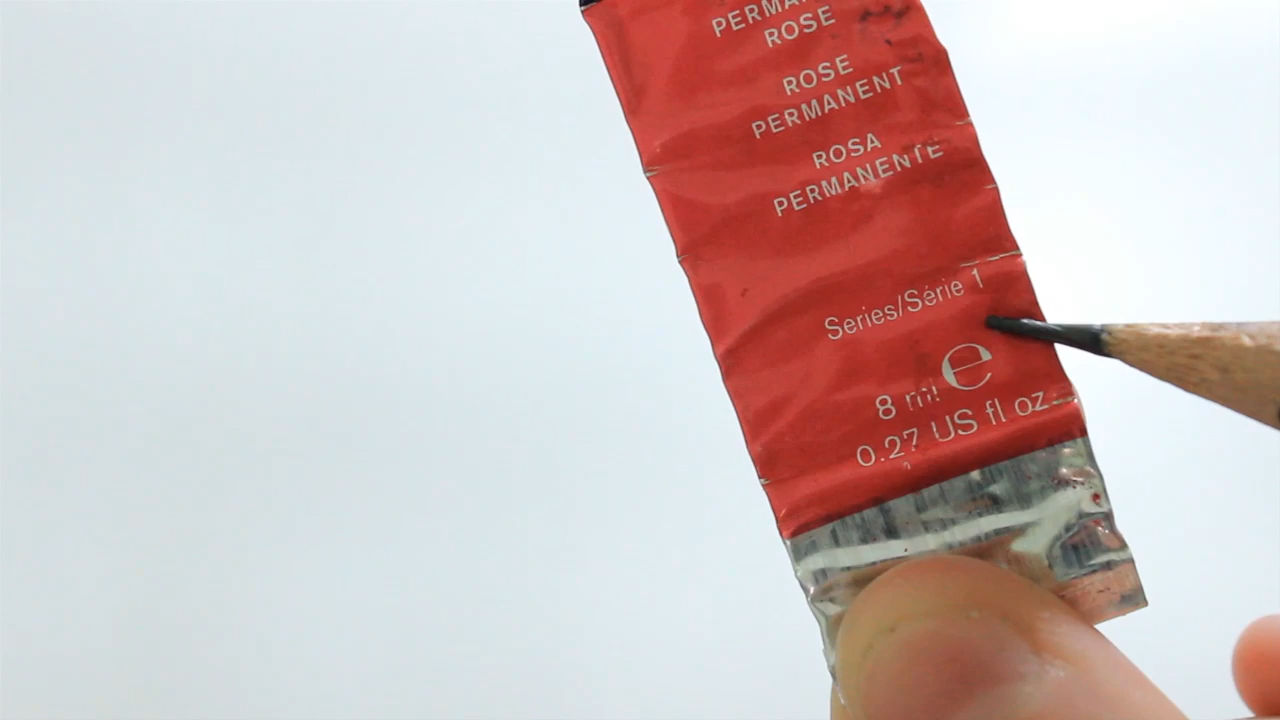 ROSE
ROSE
PERMANENT
ROSA
PERMANENTE
Series/Série 1
8 ml e
0.27 US fl oz